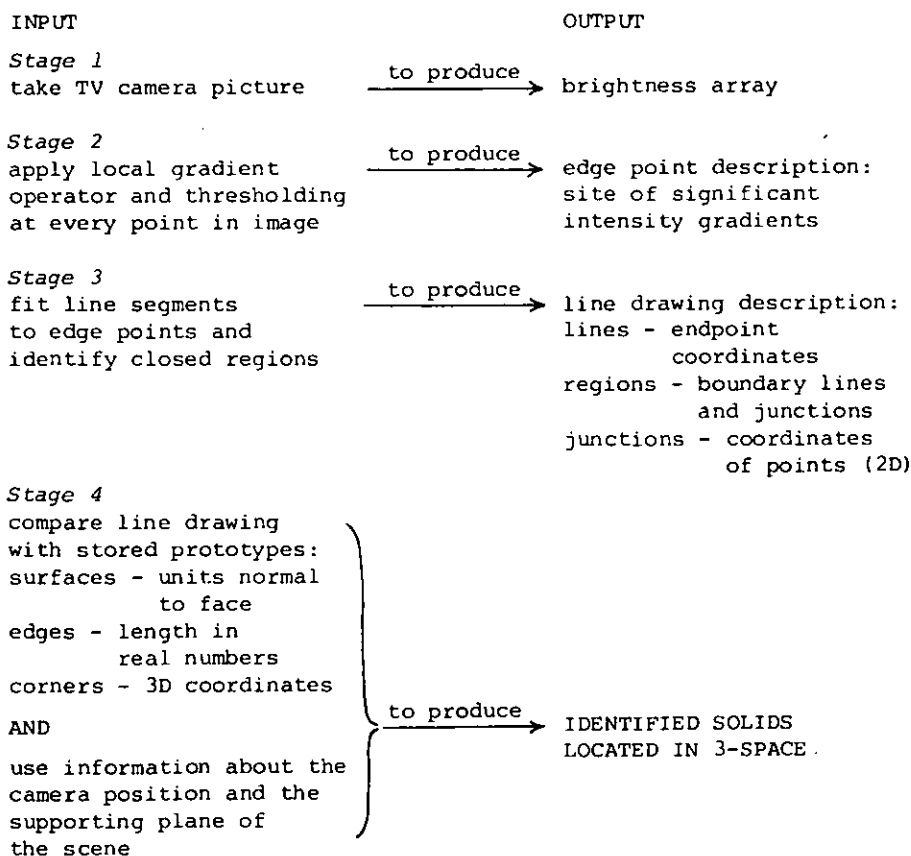 INPUT OUTPUT
Stage 1
take TV camera picture to produce brightness array
Stage 2
apply local gradient to produce edge point description:
operator and thresholding site of significant
at every point in image intensity gradients
Stage 3
fit line segments to produce line drawing description:
to edge points and lines - endpoint
identify closed regions coordinates
regions - boundary lines
and junctions
junctions - coordinates
of points (2D)
Stage 4
compare line drawing
with stored prototypes:
surfaces - units normal
to face
edges - length in
real numbers
corners - 3D coordinates
AND to produce IDENTIFIED SOLIDS
LOCATED IN 3-SPACE.
use information about the
camera position and the
supporting plane of
the scene